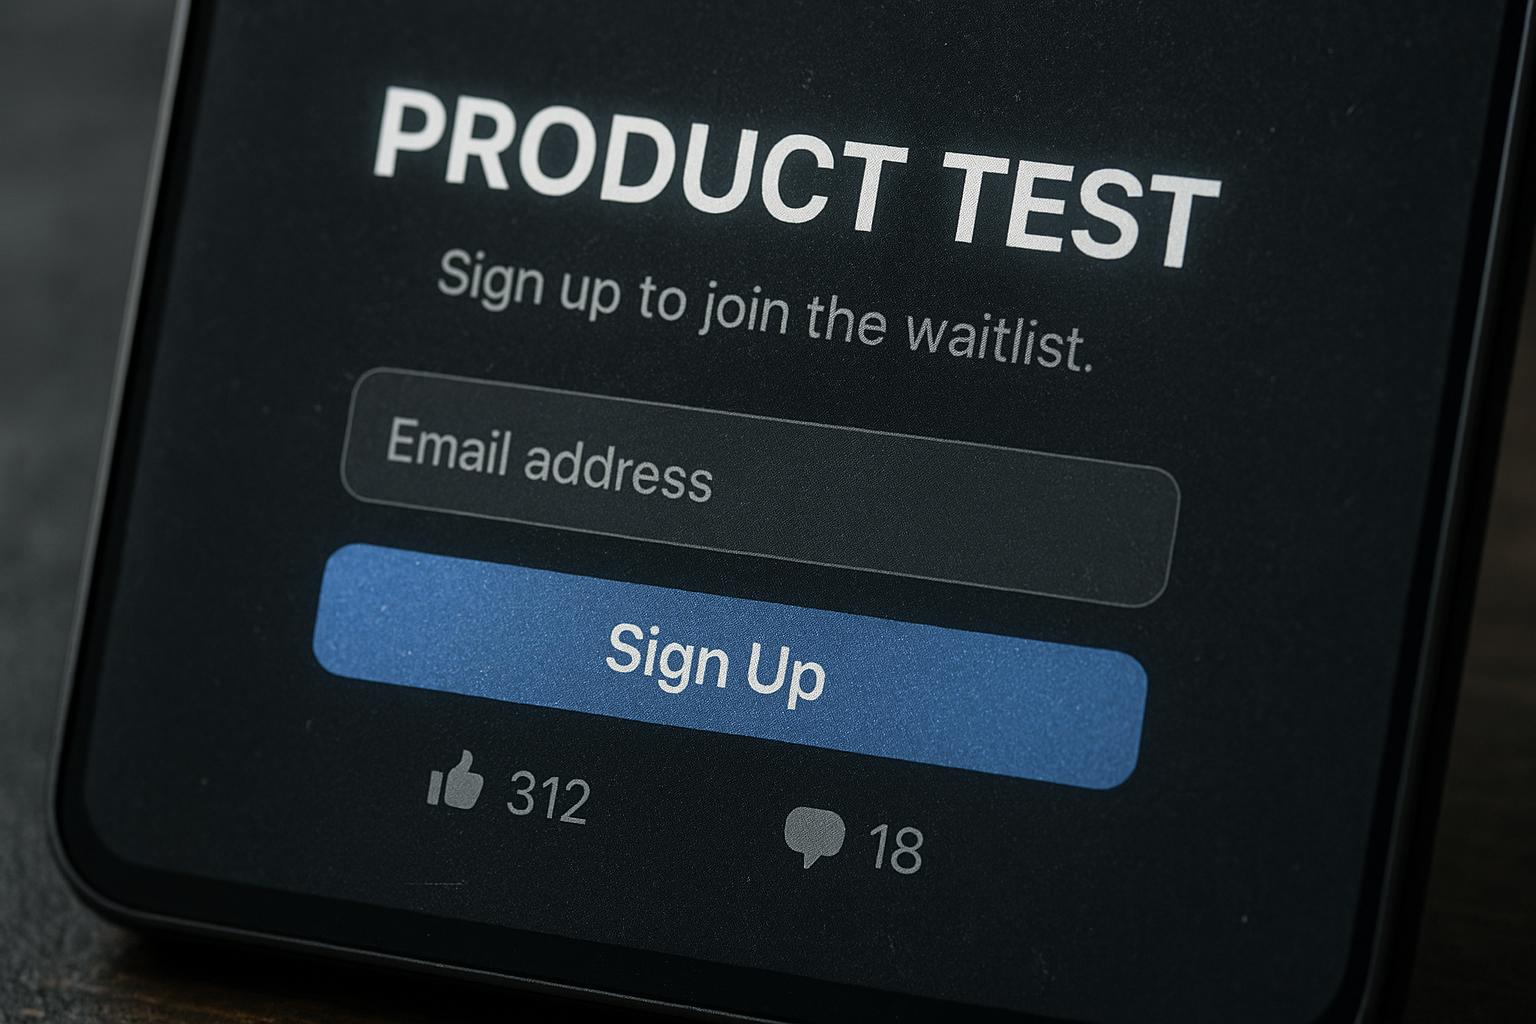 PRODUCT TEST
Sign up to join the waitlist.
Email address
Sign Up
312
18